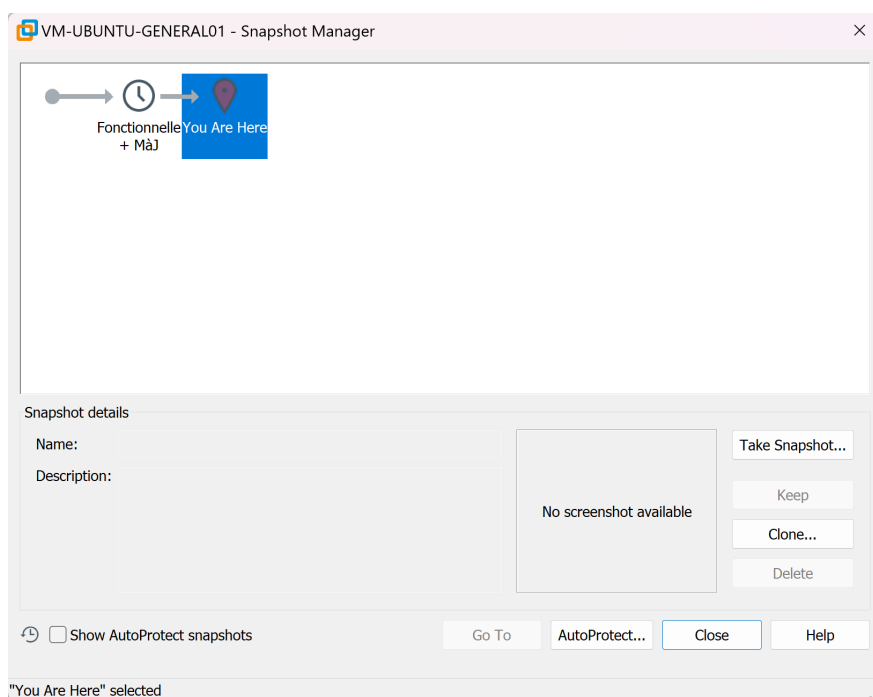 VM-UBUNTU-GENERAL01 - Snapshot Manager
Fonctionnelle
+ MàJ
You Are Here
Snapshot details
Name:
Description:
No screenshot available
Take Snapshot...
Keep
Clone...
Delete
Show AutoProtect snapshots
Go To
AutoProtect...
Close
Help
"You Are Here" selected